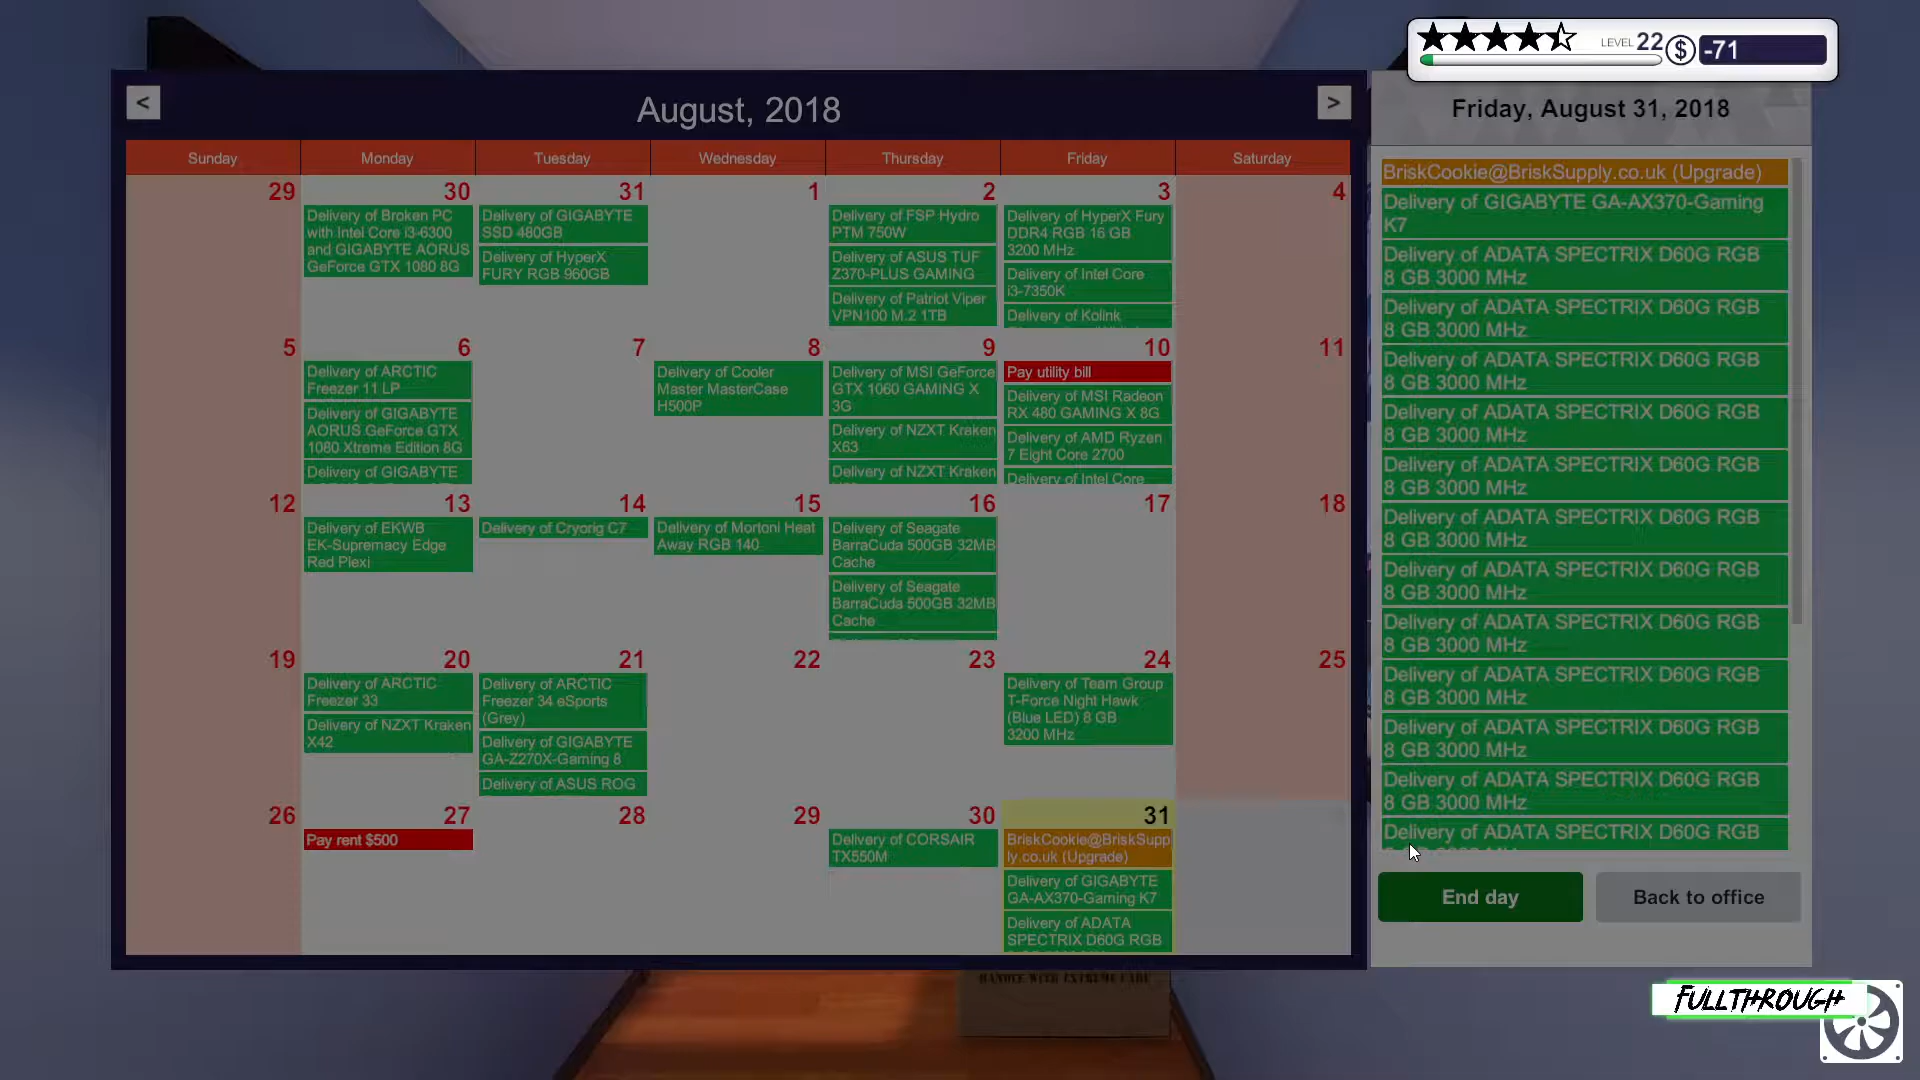 LEVEL 22 $ -71
< August, 2018 >
Friday, August 31, 2018
Sunday Monday Tuesday Wednesday Thursday Friday Saturday
29 30 31 1 2 3 4
Delivery of Broken PC
with Intel Core i3-6300
and GIGABYTE AORUS
GeForce GTX 1080 8G
Delivery of GIGABYTE
SSD 480GB
Delivery of HyperX
FURY RGB 960GB
Delivery of FSP Hydro
PTM 750W
Delivery of ASUS TUF
Z370-PLUS GAMING
Delivery of Patriot Viper
VPN100 M.2 1TB
Delivery of HyperX Fury
DDR4 RGB 16 GB
3200 MHz
Delivery of Intel Core
i3-7350K
Delivery of Kolink
5 6 7 8 9 10 11
Delivery of ARCTIC
Freezer 11 LP
Delivery of GIGABYTE
AORUS GeForce GTX
1080 Xtreme Edition 8G
Delivery of GIGABYTE
Delivery of Cooler
Master MasterCase
H500P
Delivery of MSI GeForce
GTX 1060 GAMING X
3G
Delivery of NZXT Kraken
X63
Delivery of NZXT Kraken
Pay utility bill
Delivery of MSI Radeon
RX 480 GAMING X 8G
Delivery of AMD Ryzen
7 Eight Core 2700
Delivery of Intel Core
12 13 14 15 16 17 18
Delivery of EKWB
EK-Supremacy Edge
Red Plexi
Delivery of Cryorig C7
Delivery of Mortoni Heat
Away RGB 140
Delivery of Seagate
BarraCuda 500GB 32MB
Cache
Delivery of Seagate
BarraCuda 500GB 32MB
Cache
19 20 21 22 23 24 25
Delivery of ARCTIC
Freezer 33
Delivery of NZXT Kraken
X42
Delivery of ARCTIC
Freezer 34 eSports
(Grey)
Delivery of GIGABYTE
GA-Z270X-Gaming 8
Delivery of ASUS ROG
Delivery of Team Group
T-Force Night Hawk
(Blue LED) 8 GB
3200 MHz
26 27 28 29 30 31
Pay rent $500
Delivery of CORSAIR
TX550M
BriskCookie@BriskSupp
ly.co.uk (Upgrade)
Delivery of GIGABYTE
GA-AX370-Gaming K7
Delivery of ADATA
SPECTRIX D60G RGB
BriskCookie@BriskSupply.co.uk (Upgrade)
Delivery of GIGABYTE GA-AX370-Gaming
K7
Delivery of ADATA SPECTRIX D60G RGB
8 GB 3000 MHz
Delivery of ADATA SPECTRIX D60G RGB
8 GB 3000 MHz
Delivery of ADATA SPECTRIX D60G RGB
8 GB 3000 MHz
Delivery of ADATA SPECTRIX D60G RGB
8 GB 3000 MHz
Delivery of ADATA SPECTRIX D60G RGB
8 GB 3000 MHz
Delivery of ADATA SPECTRIX D60G RGB
8 GB 3000 MHz
Delivery of ADATA SPECTRIX D60G RGB
8 GB 3000 MHz
Delivery of ADATA SPECTRIX D60G RGB
8 GB 3000 MHz
Delivery of ADATA SPECTRIX D60G RGB
8 GB 3000 MHz
Delivery of ADATA SPECTRIX D60G RGB
8 GB 3000 MHz
Delivery of ADATA SPECTRIX D60G RGB
8 GB 3000 MHz
Delivery of ADATA SPECTRIX D60G RGB
End day
Back to office
HANDLE WITH EXTREME CARE
FULLTHROUGH